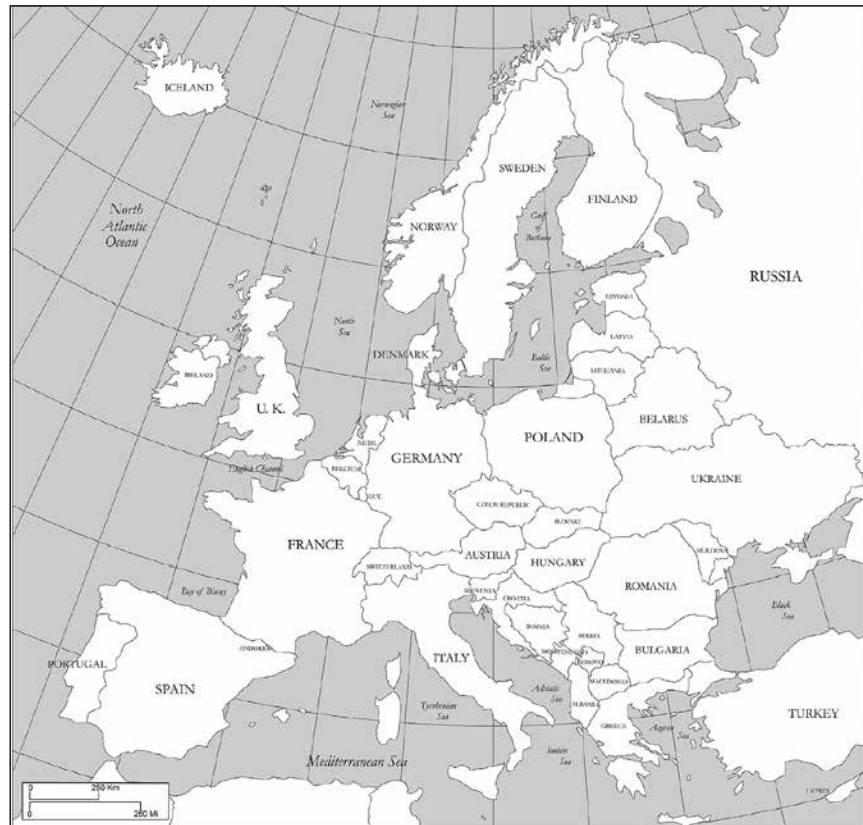 ICELAND
Norwegian
Sea
SWEDEN
FINLAND
North
Atlantic
Ocean
NORWAY
Gulf
of
Bothnia
RUSSIA
ESTONIA
North
Sea
LATVIA
DENMARK
Baltic
Sea
LITHUANIA
IRELAND
U. K.
BELARUS
POLAND
NETH.
GERMANY
BELGIUM
English Channel
UKRAINE
LUX.
CZECH REPUBLIC
SLOVAKI
FRANCE
AUSTRIA
MOLDOVA
HUNGARY
SWITZERLAND
ROMANIA
SLOVENIA
Bay of Biscay
CROATIA
Black
Sea
BOSNIA
SERBIA
ANDORRA
BULGARIA
MONTENEGRO
KOSOVO
ITALY
PORTUGAL
MACEDONIA
SPAIN
Adriatic
Sea
ALBANIA
Tyrrhenian
Sea
TURKEY
GREECE
Aegean
Sea
Ionian
Sea
Mediterranean Sea
0 250 Km
0 250 Mi
CYPRUS